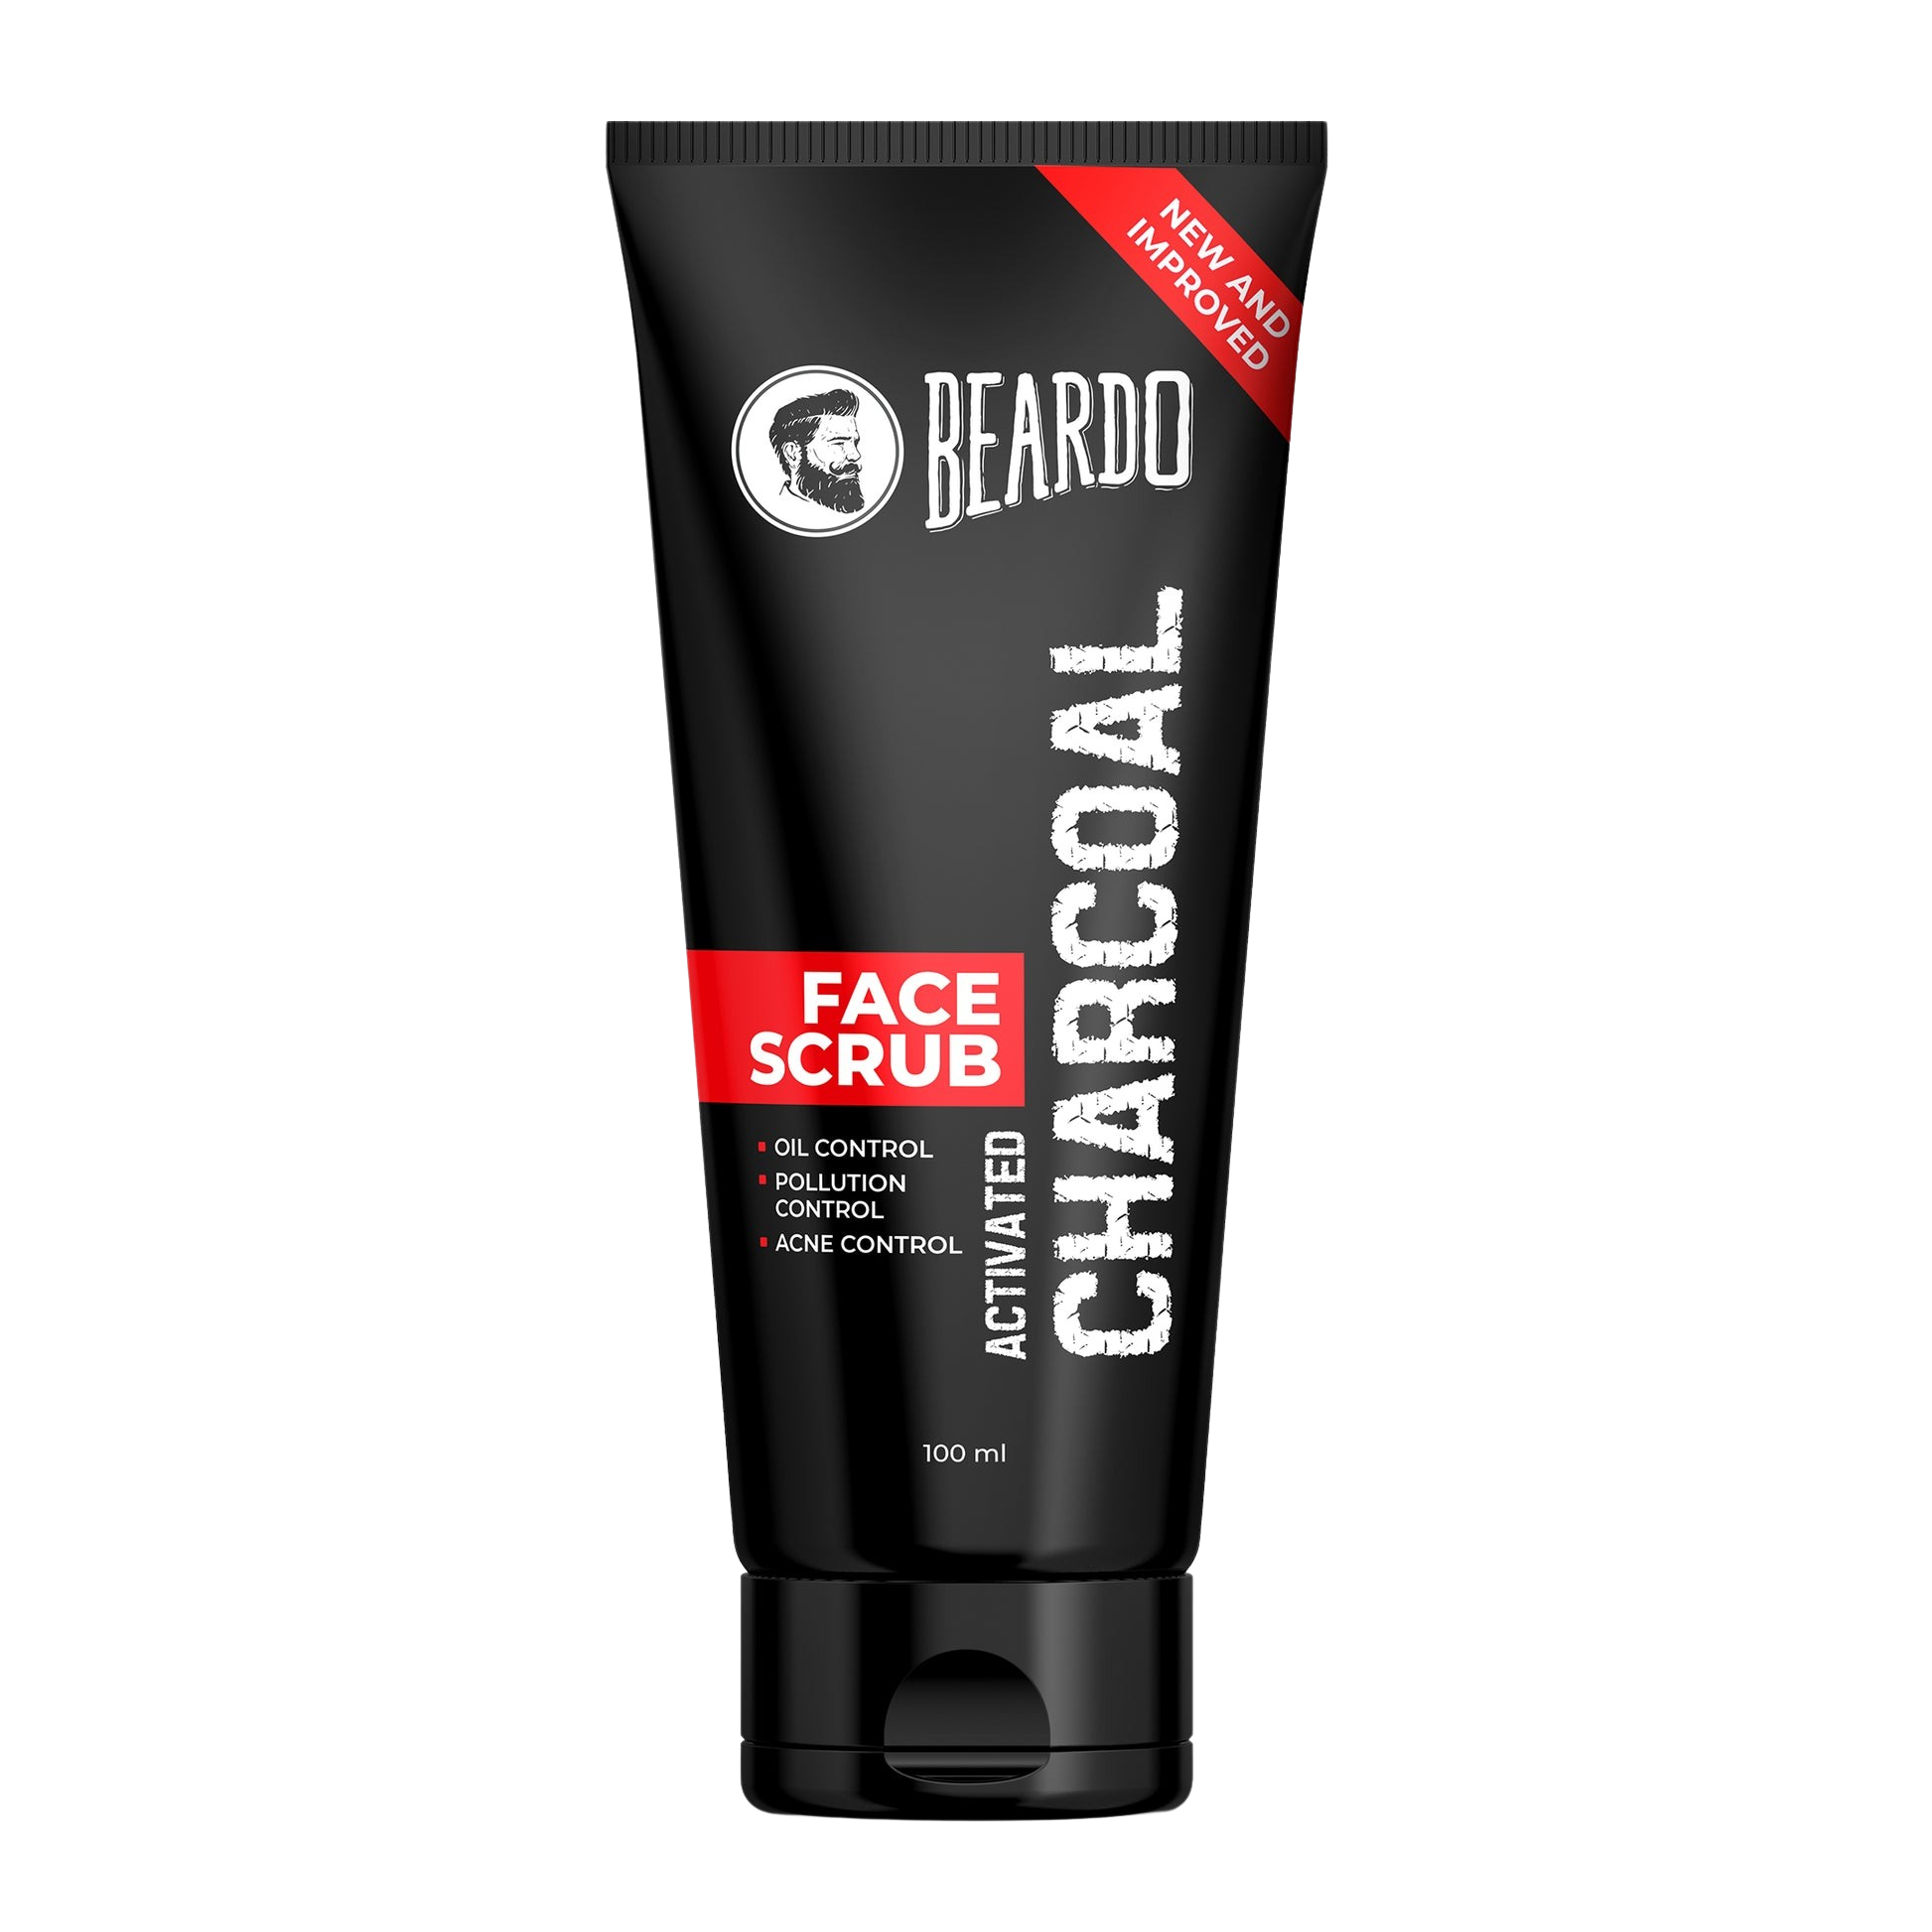 NEW AND
IMPROVED
BEARDO
FACE
SCRUB
OIL CONTROL
POLLUTION
CONTROL
ACNE CONTROL
ACTIVATED
CHARCOAL
100 ml